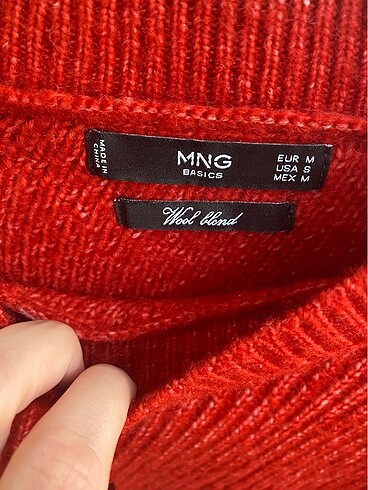 MADE IN
CHINA
MNG
BASICS
EUR M
USA S
MEX M
Wool blend